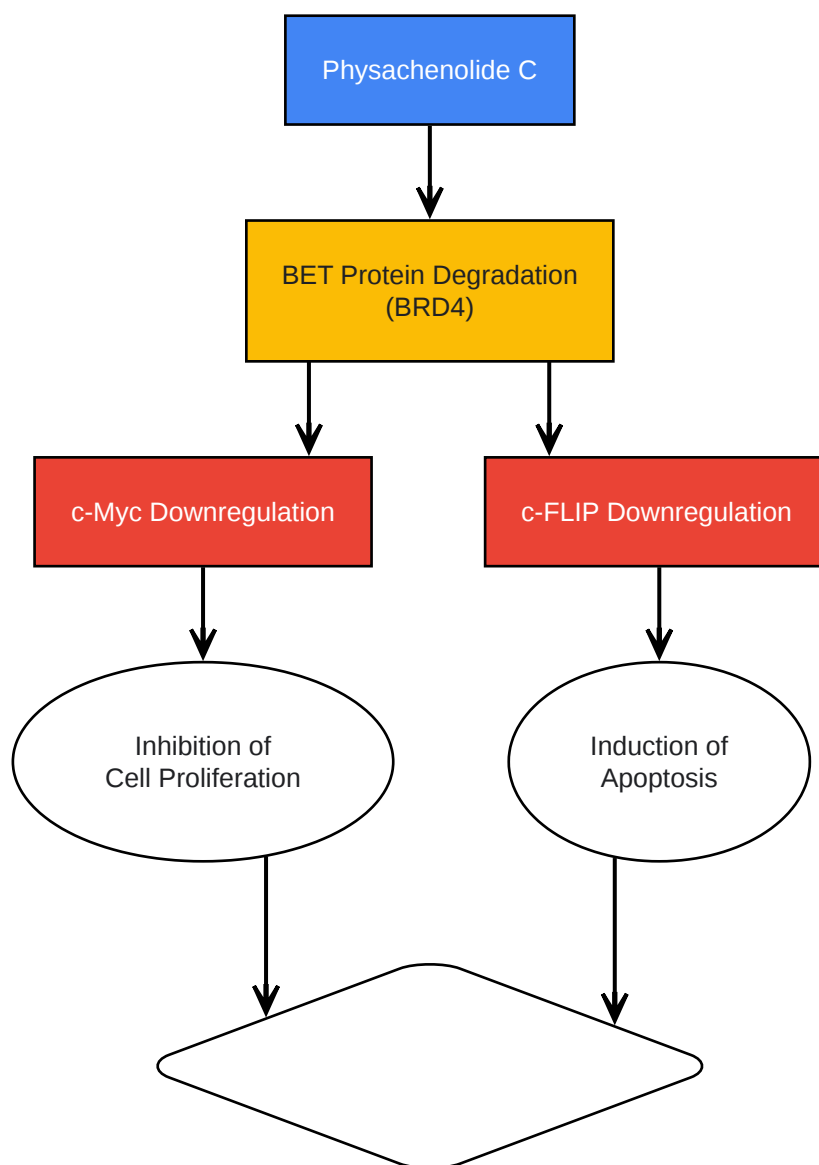 Physachenolide C
BET Protein Degradation
(BRD4)
c-Myc Downregulation
c-FLIP Downregulation
Inhibition of
Cell Proliferation
Induction of
Apoptosis